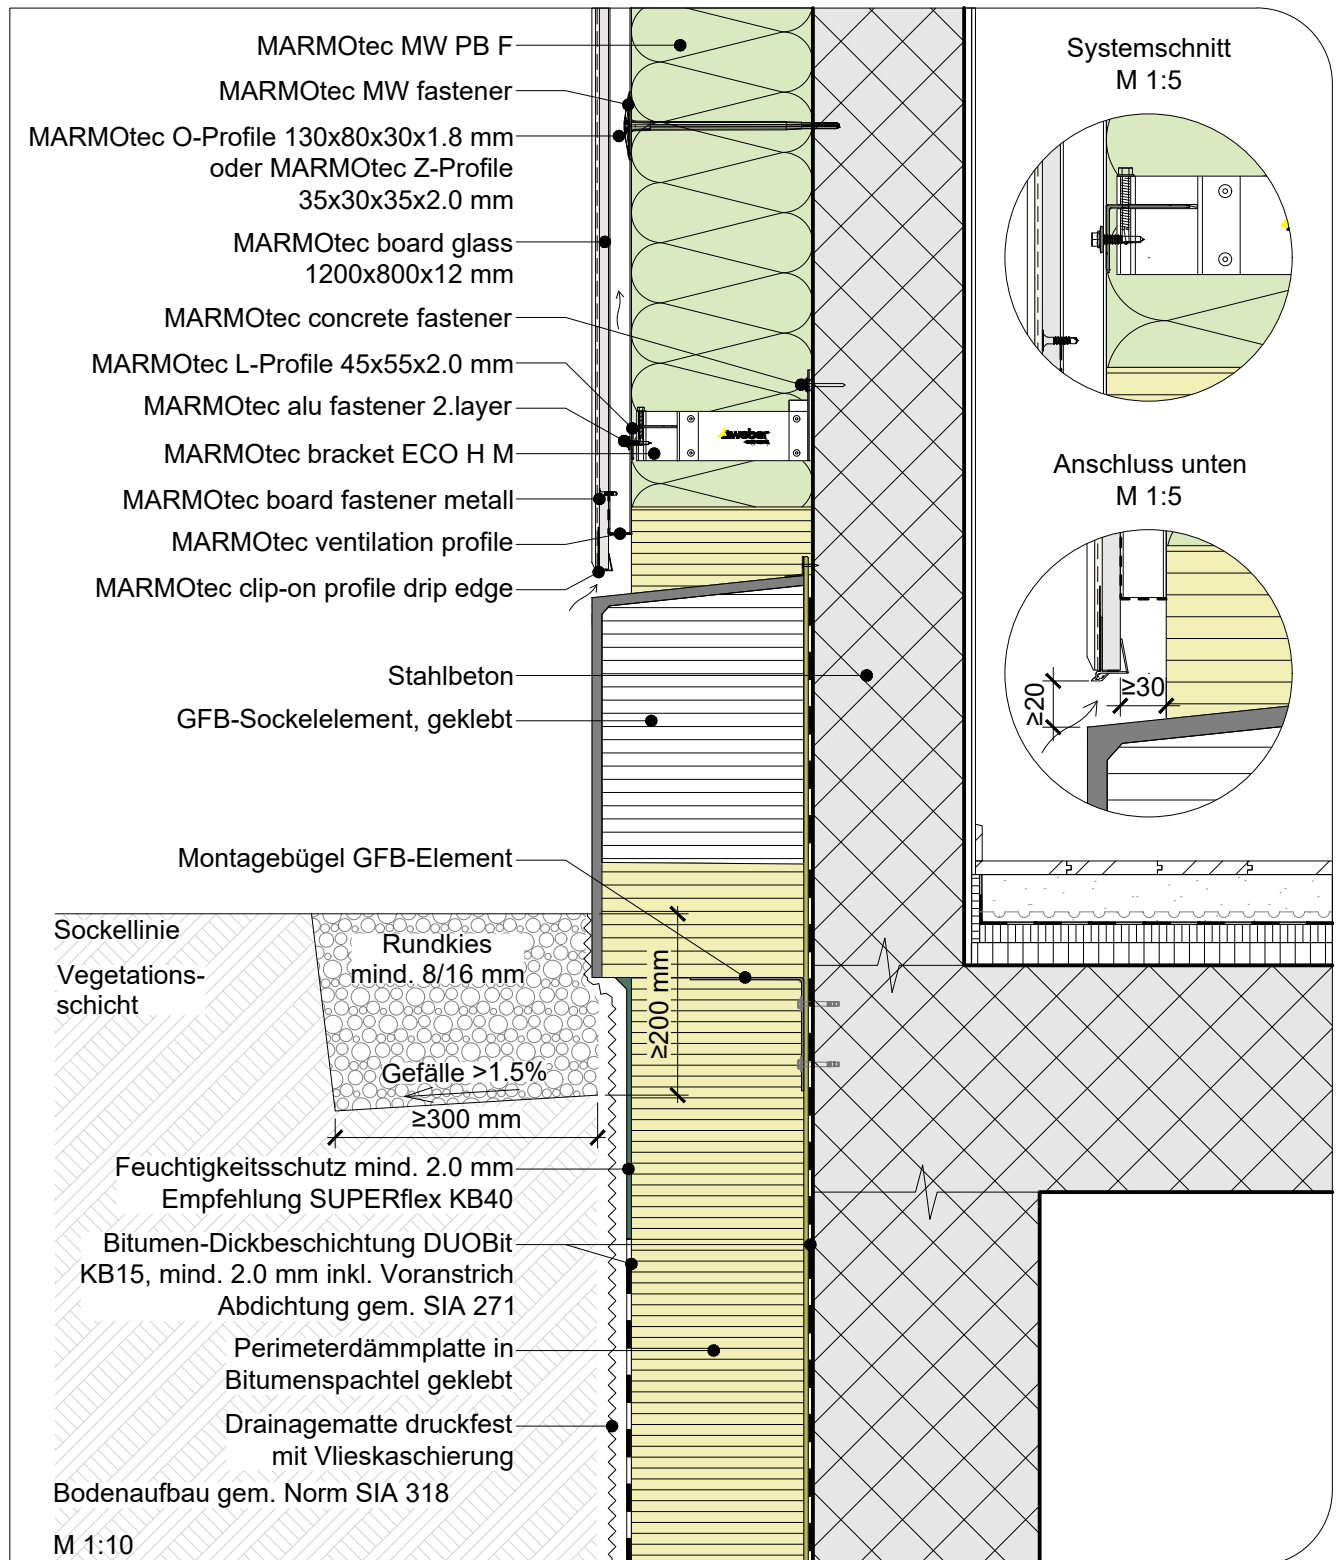 MARMOtec MW PB F
MARMOtec MW fastener
MARMOtec O-Profile 130x80x30x1.8 mm
oder MARMOtec Z-Profile
35x30x35x2.0 mm
MARMOtec board glass
1200x800x12 mm
MARMOtec concrete fastener
MARMOtec L-Profile 45x55x2.0 mm
MARMOtec alu fastener 2.layer
MARMOtec bracket ECO H M
MARMOtec board fastener metall
MARMOtec ventilation profile
MARMOtec clip-on profile drip edge
weber
Stahlbeton
GFB-Sockelelement, geklebt
Montagebügel GFB-Element
Sockellinie
Vegetations-
schicht
Rundkies
mind. 8/16 mm
Gefälle >1.5%
≥300 mm
≥200 mm
Feuchtigkeitsschutz mind. 2.0 mm
Empfehlung SUPERflex KB40
Bitumen-Dickbeschichtung DUOBit
KB15, mind. 2.0 mm inkl. Voranstrich
Abdichtung gem. SIA 271
Perimeterdämmplatte in
Bitumenspachtel geklebt
Drainagematte druckfest
mit Vlieskaschierung
Bodenaufbau gem. Norm SIA 318
M 1:10
Systemschnitt
M 1:5
Anschluss unten
M 1:5
≥20
≥30